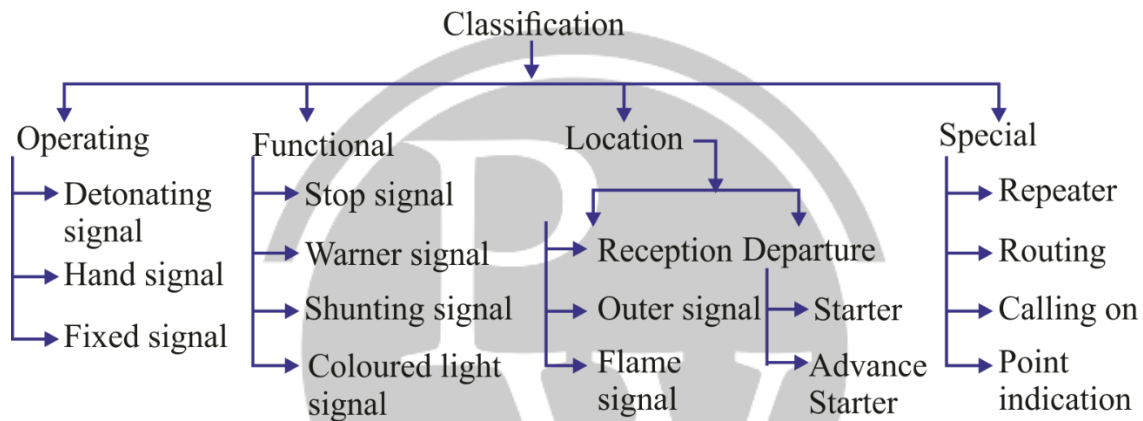 Classification
Operating
Detonating
signal
Hand signal
Fixed signal
Functional
Stop signal
Warner signal
Shunting signal
Coloured light
signal
Location
Reception
Outer signal
Flame
signal
Departure
Starter
Advance
Starter
Special
Repeater
Routing
Calling on
Point
indication